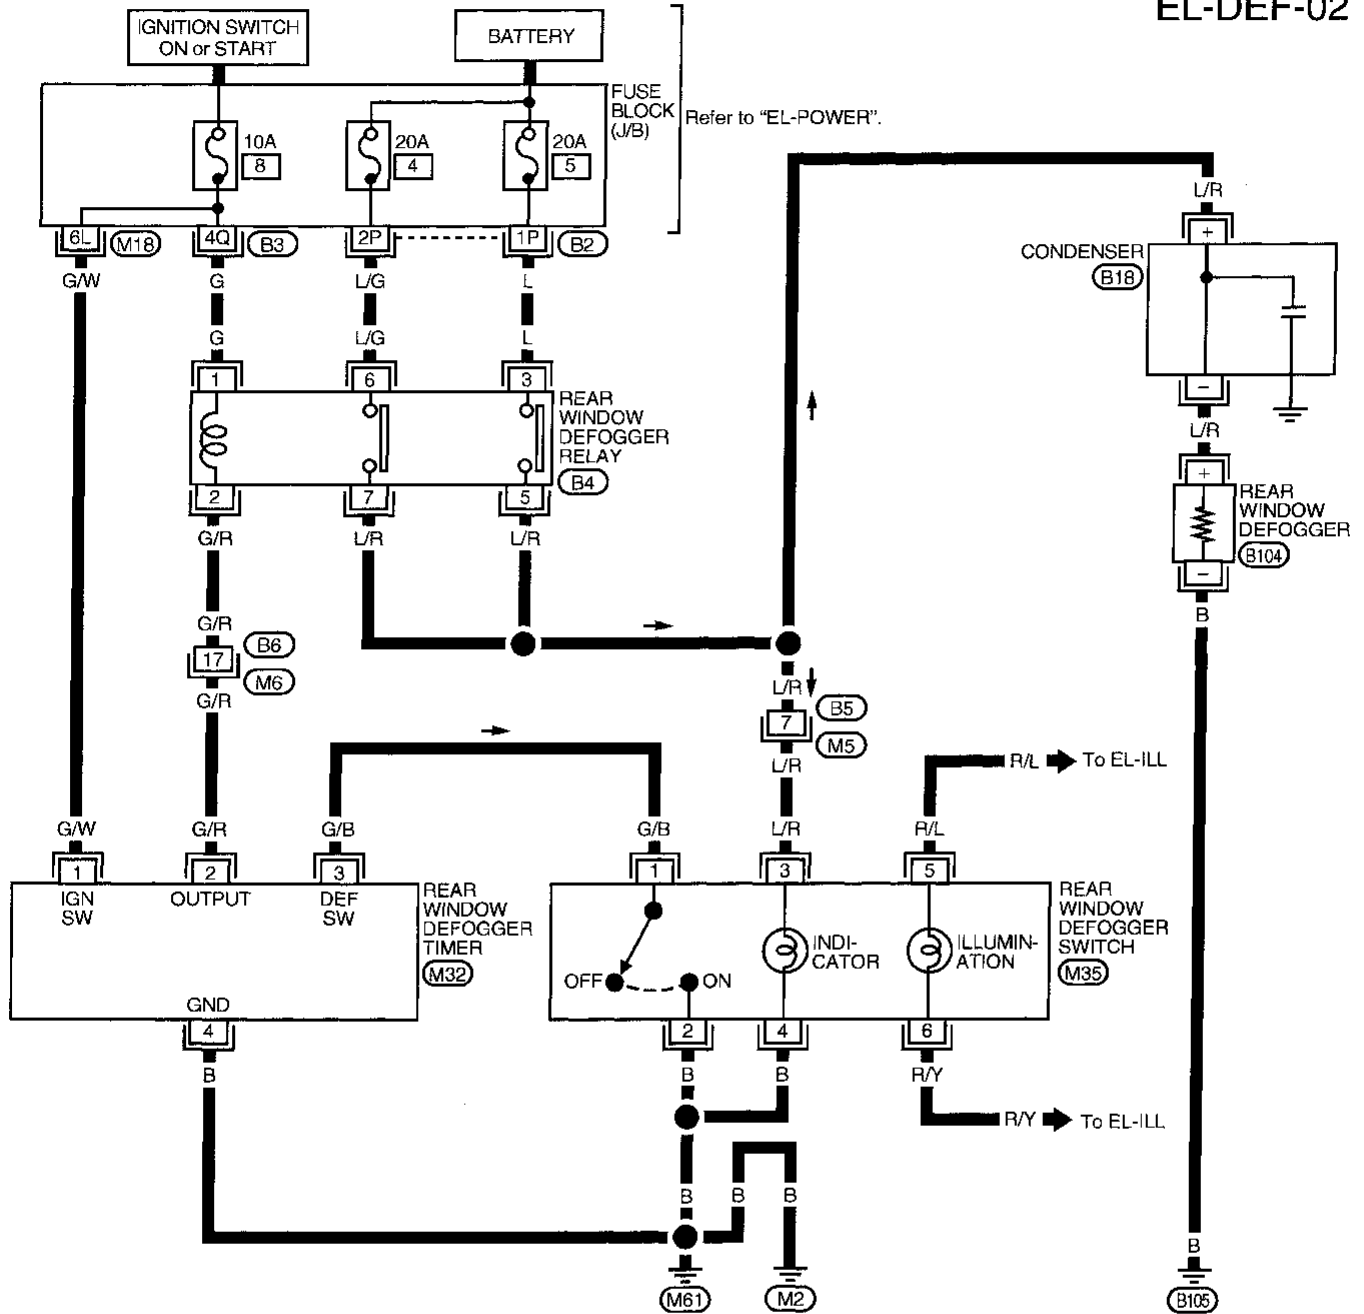 EL-DEF-02
IGNITION SWITCH
ON or START
BATTERY
FUSE
BLOCK
(J/B)
Refer to "EL-POWER".
10A
8
20A
4
20A
5
6L
M18
4Q
B3
2P
1P
B2
G/W
G
L/G
L
G
L/G
L
1
6
3
REAR
WINDOW
DEFOGGER
RELAY
B4
2
7
5
G/R
L/R
L/R
L/R
+
CONDENSER
B18
–
L/R
+
REAR
WINDOW
DEFOGGER
B104
–
B
G/R
17
B6
M6
G/R
L/R
7
B5
M5
L/R
R/L
To EL-ILL
G/W
G/R
G/B
G/B
L/R
R/L
1
2
3
IGN
SW
OUTPUT
DEF
SW
GND
4
REAR
WINDOW
DEFOGGER
TIMER
M32
1
3
5
OFF
ON
INDI-
CATOR
ILLUMIN-
ATION
REAR
WINDOW
DEFOGGER
SWITCH
M35
2
4
6
B
B
B
R/Y
R/Y
To EL-ILL
B
B
B
B
M61
M2
B105